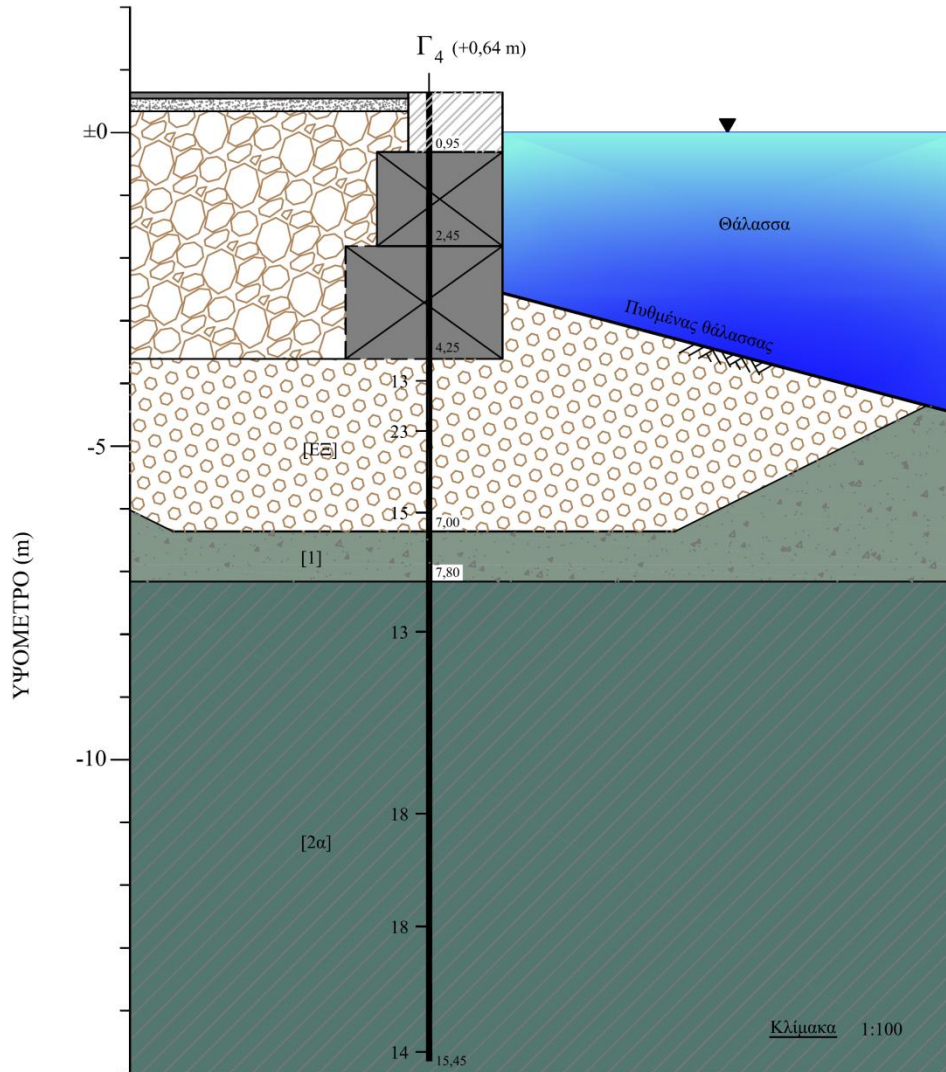 Γ4 (+0,64 m)
±0
0,95
Θάλασσα
2,45
Πυθμένας θάλασσας
4,25
13
23
-5
[ΕΞ]
15
7,00
[1]
7,80
ΥΨΟΜΕΤΡΟ (m)
13
-10
18
[2α]
18
Κλίμακα 1:100
14
15,45